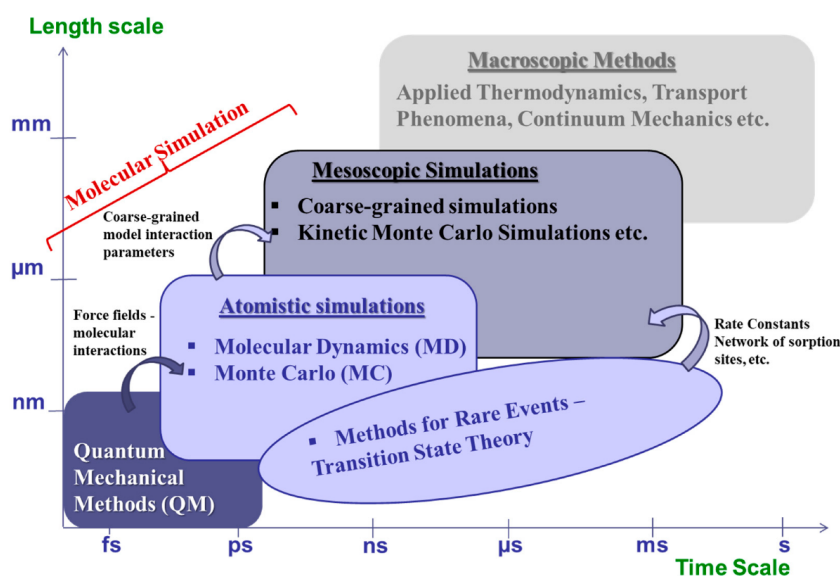 Length scale
Macroscopic Methods
Applied Thermodynamics, Transport
Phenomena, Continuum Mechanics etc.
mm
Molecular Simulation
Mesoscopic Simulations
▪ Coarse-grained simulations
▪ Kinetic Monte Carlo Simulations etc.
Coarse-grained
model interaction
parameters
µm
Atomistic simulations
▪ Molecular Dynamics (MD)
▪ Monte Carlo (MC)
Force fields -
molecular
interactions
Rate Constants
Network of sorption
sites, etc.
nm
▪ Methods for Rare Events –
Transition State Theory
Quantum
Mechanical
Methods (QM)
fs
ps
ns
µs
ms
s
Time Scale